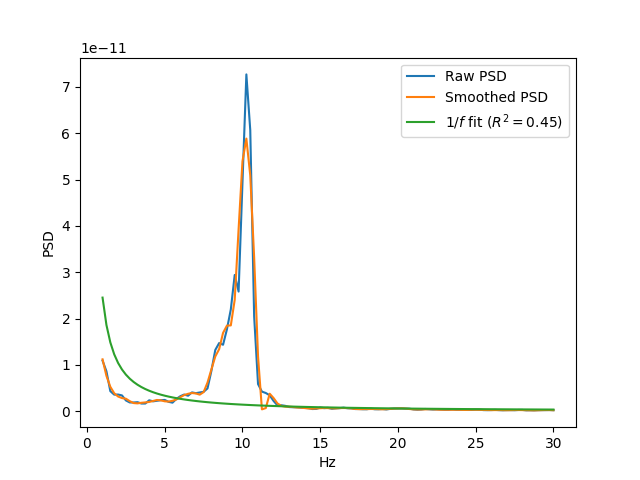 1e−11
Raw PSD
Smoothed PSD
1/f fit (R² = 0.45)
7
6
5
4
3
2
1
0
PSD
0 5 10 15 20 25 30
Hz